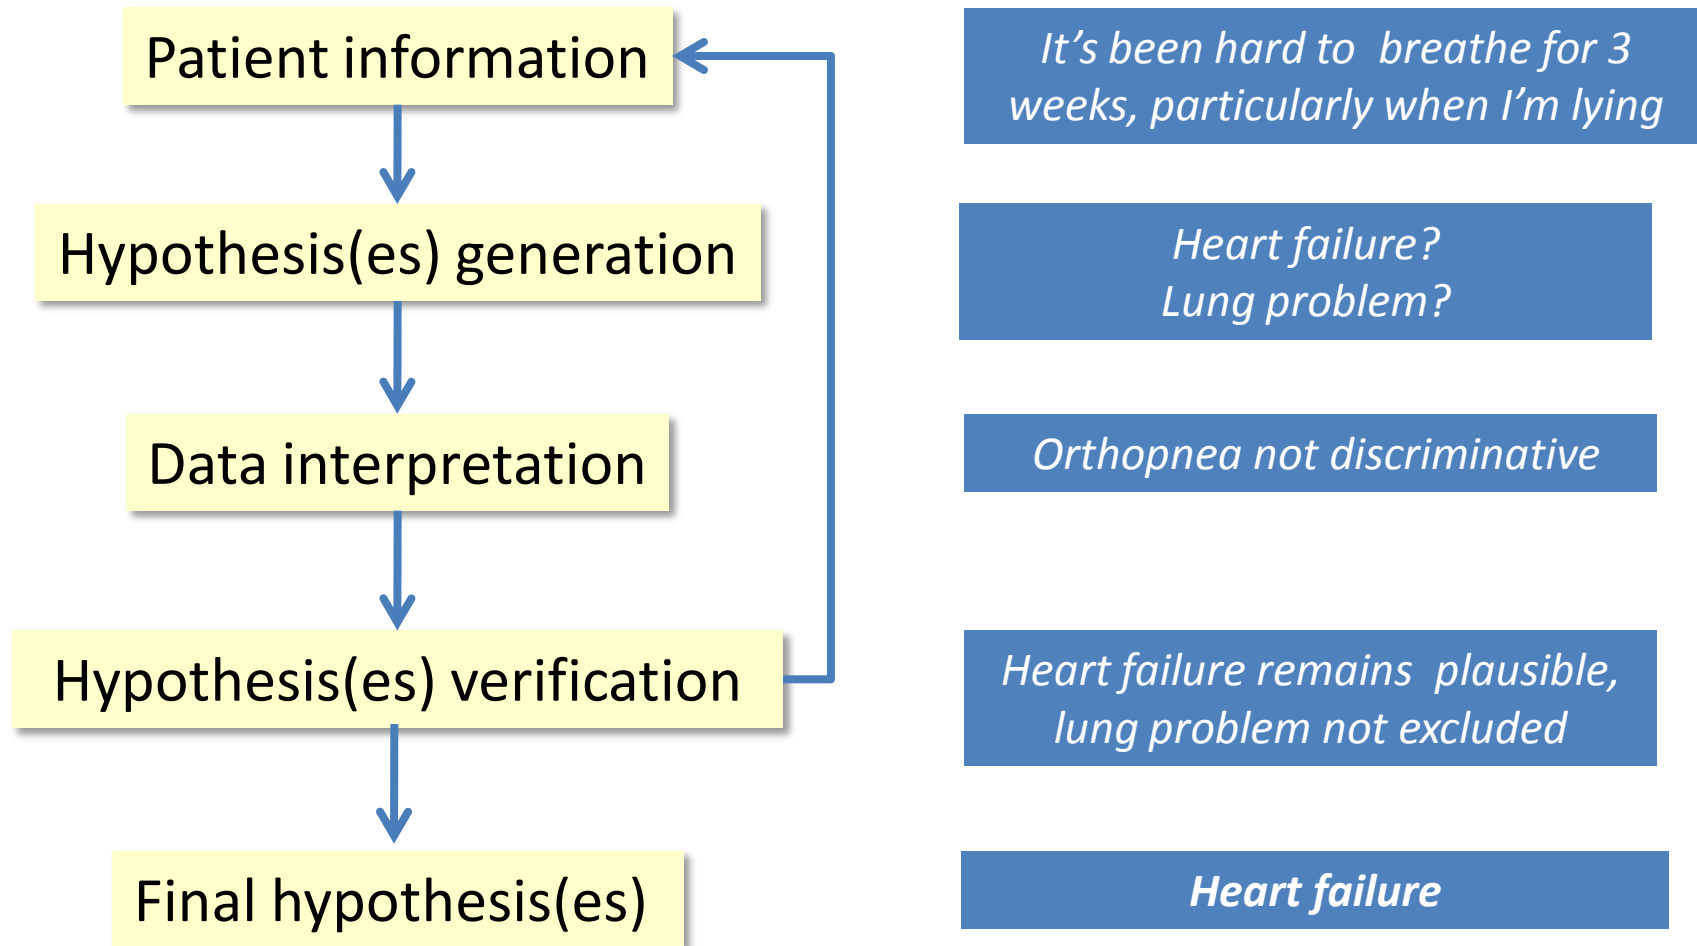 Patient information
It’s been hard to  breathe for 3
weeks, particularly when I’m lying
Hypothesis(es) generation
Heart failure?
Lung problem?
Data interpretation
Orthopnea not discriminative
Hypothesis(es) verification
Heart failure remains  plausible,
lung problem not excluded
Final hypothesis(es)
Heart failure